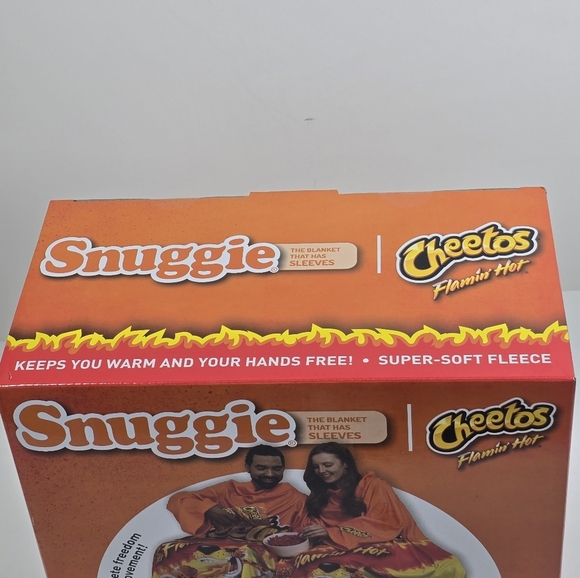 Snuggie®
THE BLANKET
THAT HAS
SLEEVES
Cheetos
Flamin' Hot
KEEPS YOU WARM AND YOUR HANDS FREE! • SUPER-SOFT FLEECE
Snuggie®
THE BLANKET
THAT HAS
SLEEVES
Cheetos
Flamin' Hot
freedom
Flamin' Hot